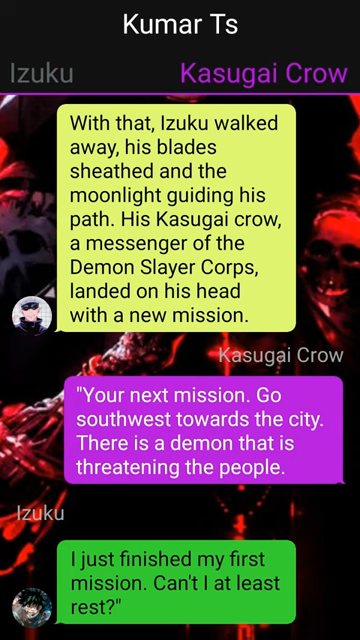 Kumar Ts
Izuku
Kasugai Crow
With that, Izuku walked
away, his blades
sheathed and the
moonlight guiding his
path. His Kasugai crow,
a messenger of the
Demon Slayer Corps,
landed on his head
with a new mission.
Kasugai Crow
"Your next mission. Go
southwest towards the city.
There is a demon that is
threatening the people.
Izuku
I just finished my first
mission. Can't I at least
rest?"